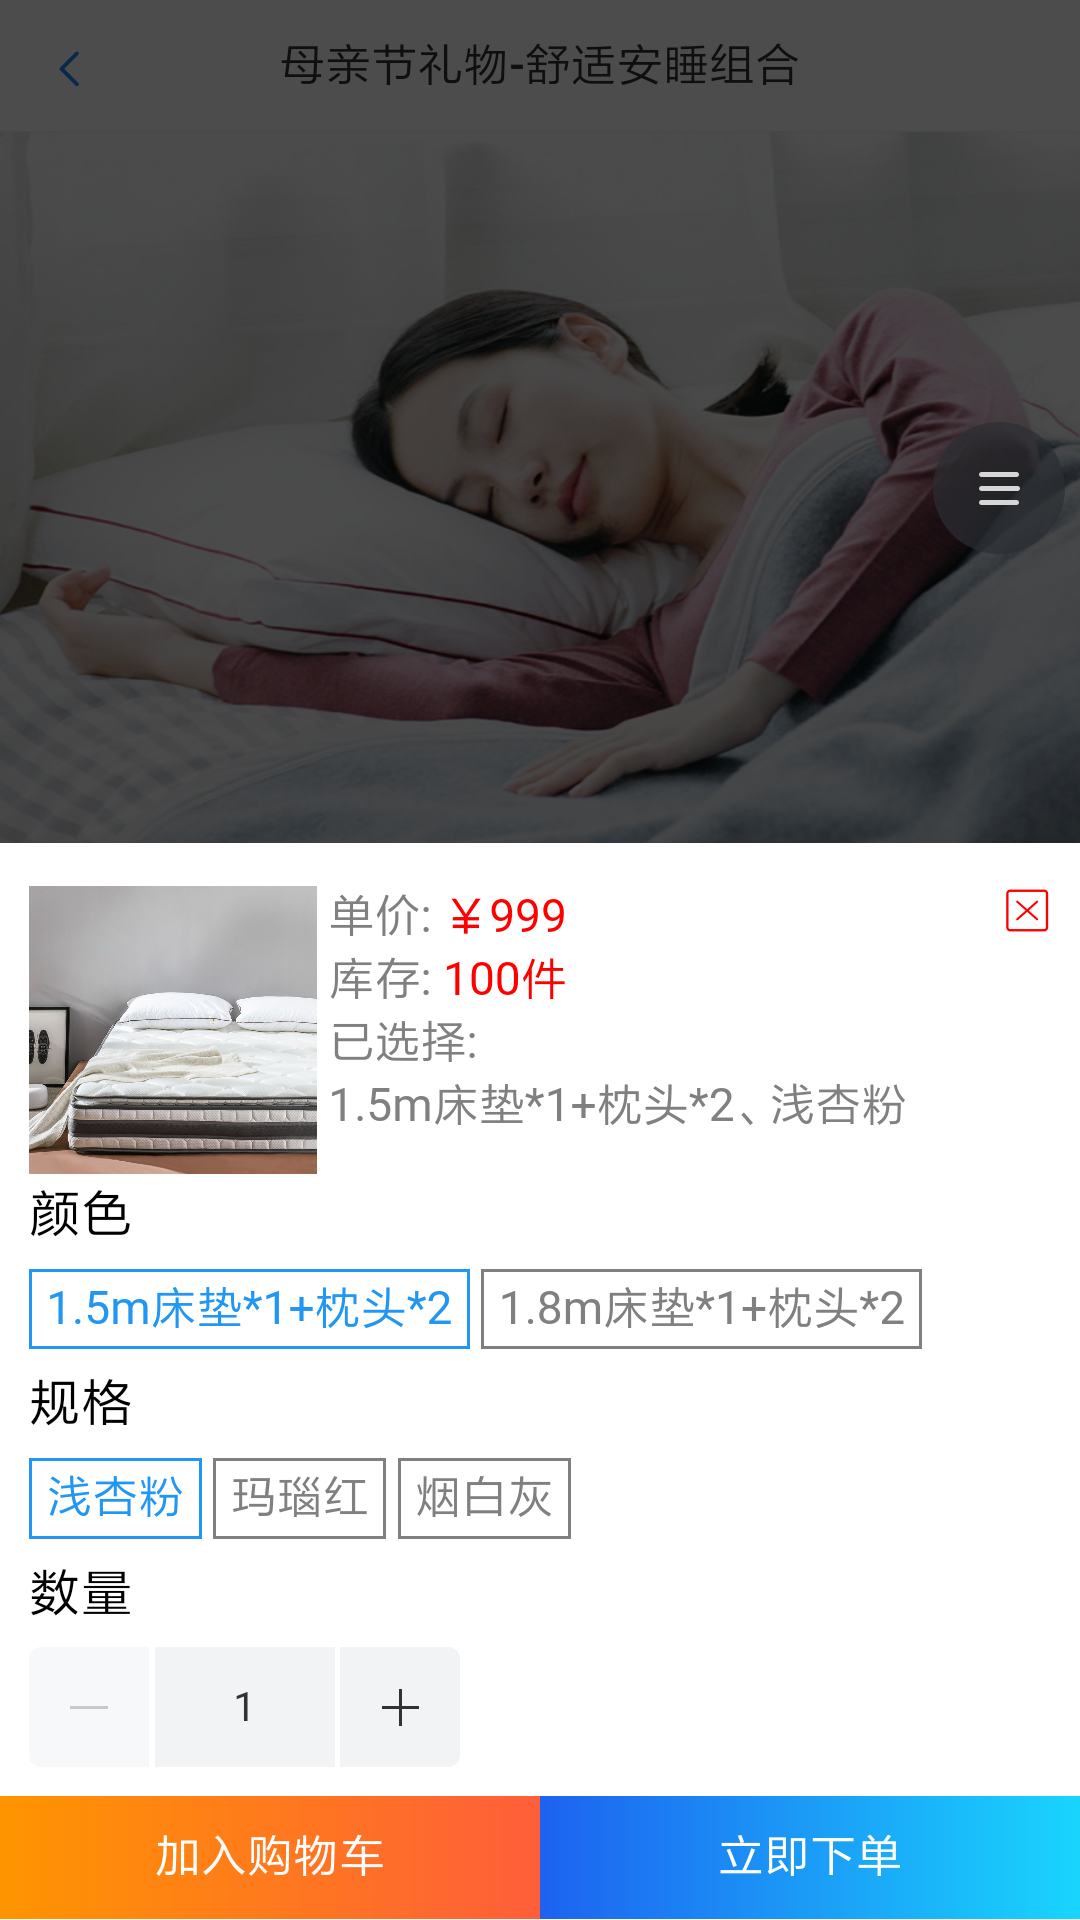 母亲节礼物-舒适安睡组合
单价: ￥999
库存: 100件
已选择:
1.5m床垫*1+枕头*2、浅杏粉
颜色
1.5m床垫*1+枕头*2 1.8m床垫*1+枕头*2
规格
浅杏粉 玛瑙红 烟白灰
数量
1
加入购物车 立即下单